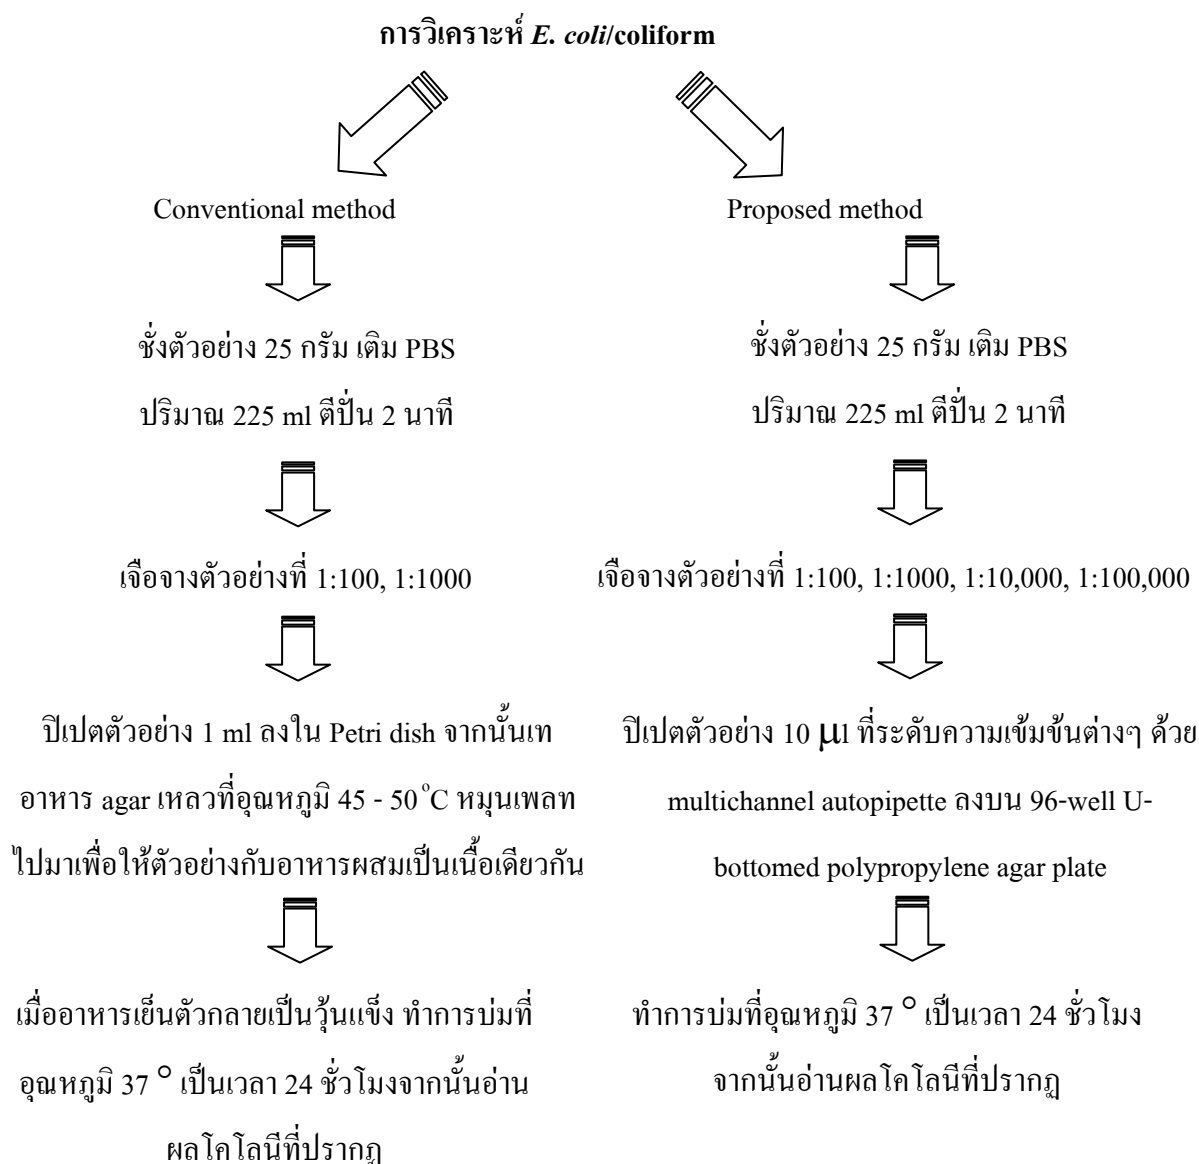 การวิเคราะห์ E. coli/coliform
Conventional method
ชั่งตัวอย่าง 25 กรัม เติม PBS
ปริมาณ 225 ml ตีปั่น 2 นาที
เจือจางตัวอย่างที่ 1:100, 1:1000
ปิเปตตัวอย่าง 1 ml ลงใน Petri dish จากนั้นเท
อาหาร agar เหลวที่อุณหภูมิ 45 - 50 °C หมุนเพลท
ไปมาเพื่อให้ตัวอย่างกับอาหารผสมเป็นเนื้อเดียวกัน
เมื่ออาหารเย็นตัวกลายเป็นวุ้นแข็ง ทำการบ่มที่
อุณหภูมิ 37 ° เป็นเวลา 24 ชั่วโมงจากนั้นอ่าน
ผลโคโลนีที่ปรากฏ
Proposed method
ชั่งตัวอย่าง 25 กรัม เติม PBS
ปริมาณ 225 ml ตีปั่น 2 นาที
เจือจางตัวอย่างที่ 1:100, 1:1000, 1:10,000, 1:100,000
ปิเปตตัวอย่าง 10 µl ที่ระดับความเข้มข้นต่างๆ ด้วย
multichannel autopipette ลงบน 96-well U-
bottomed polypropylene agar plate
ทำการบ่มที่อุณหภูมิ 37 ° เป็นเวลา 24 ชั่วโมง
จากนั้นอ่านผลโคโลนีที่ปรากฏ